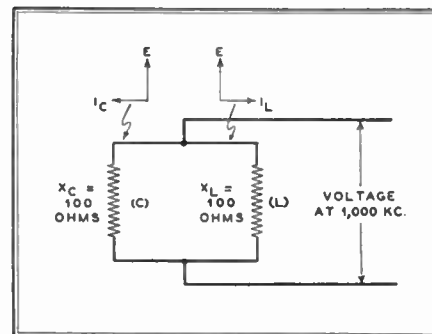 E
E
I C
I L
X C =
100
OHMS
(C)
X L =
100
OHMS
(L)
VOLTAGE
AT 1,000 KC.